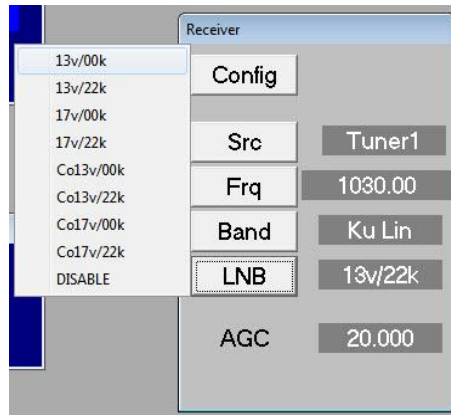 Receiver
13v/00k
13v/22k
17v/00k
17v/22k
Co13v/00k
Co13v/22k
Co17v/00k
Co17v/22k
DISABLE
Config
Src Tuner1
Frq 1030.00
Band Ku Lin
LNB 13v/22k
AGC 20.000